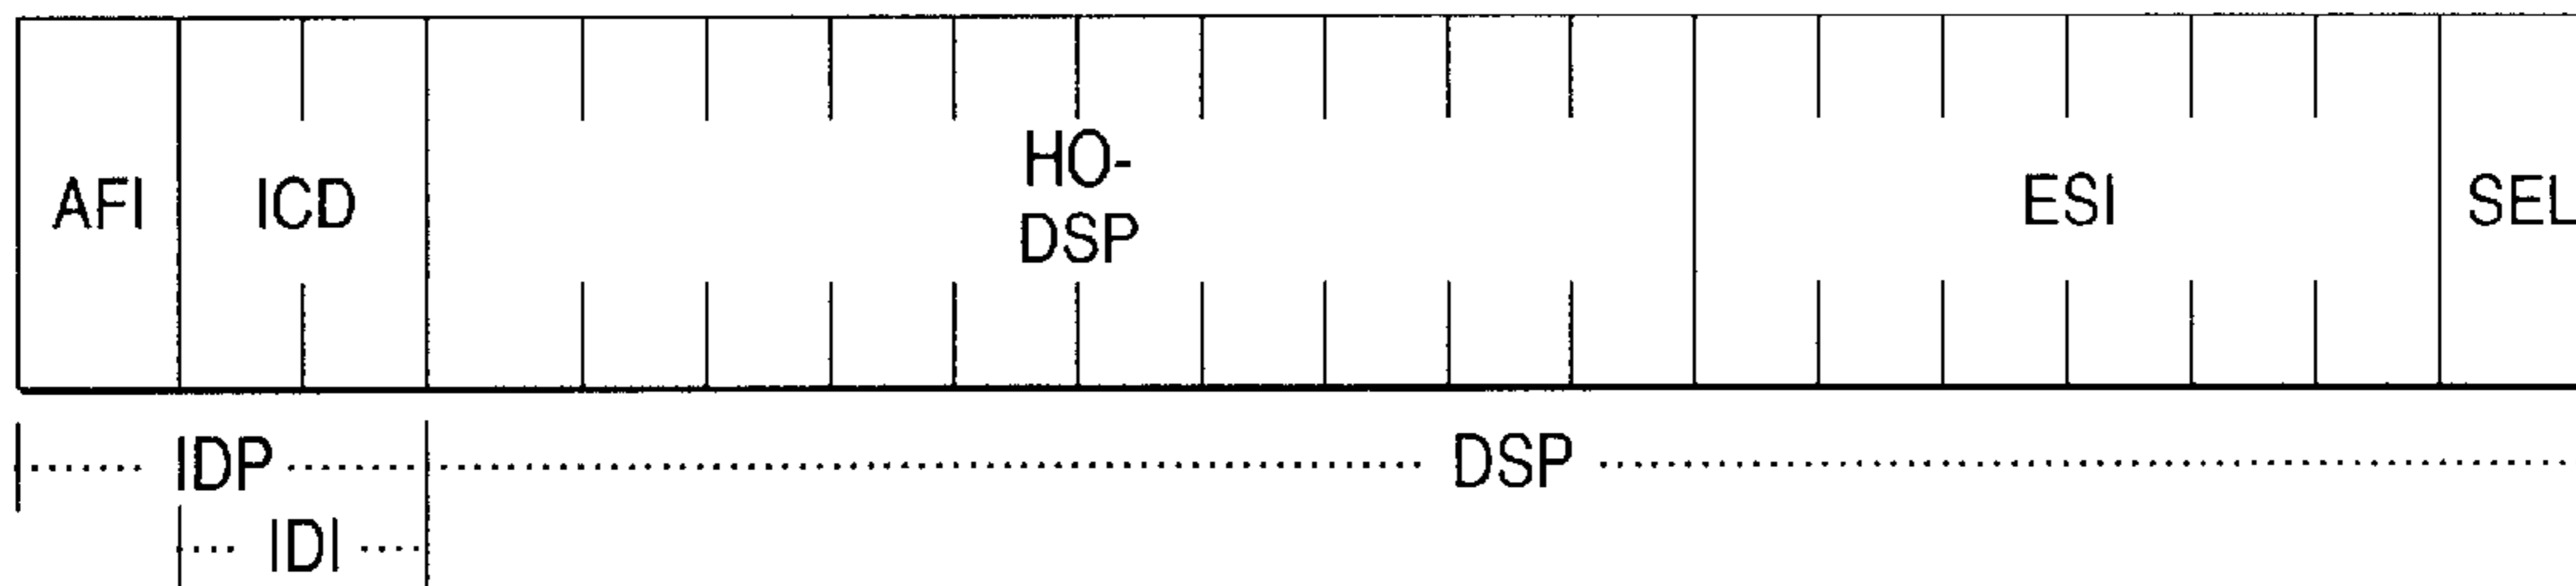 AFI ICD HO-DSP ESI SEL
IDP DSP
IDI